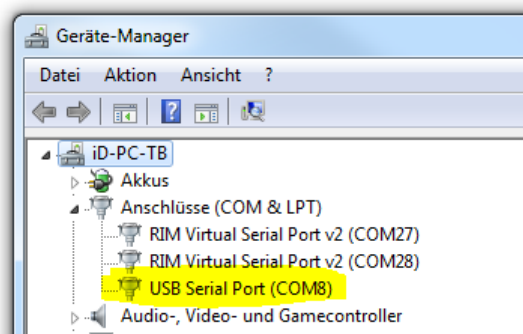 Geräte-Manager
Datei Aktion Ansicht ?
iD-PC-TB
Akkus
Anschlüsse (COM & LPT)
RIM Virtual Serial Port v2 (COM27)
RIM Virtual Serial Port v2 (COM28)
USB Serial Port (COM8)
Audio-, Video- und Gamecontroller